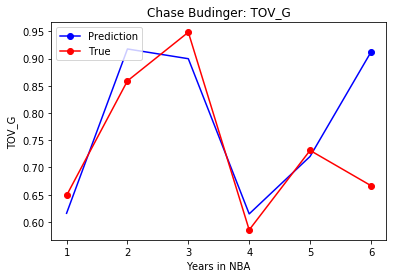 Chase Budinger: TOV_G
Prediction
True
0.95
0.90
0.85
0.80
0.75
0.70
0.65
0.60
TOV_G
1 2 3 4 5 6
Years in NBA